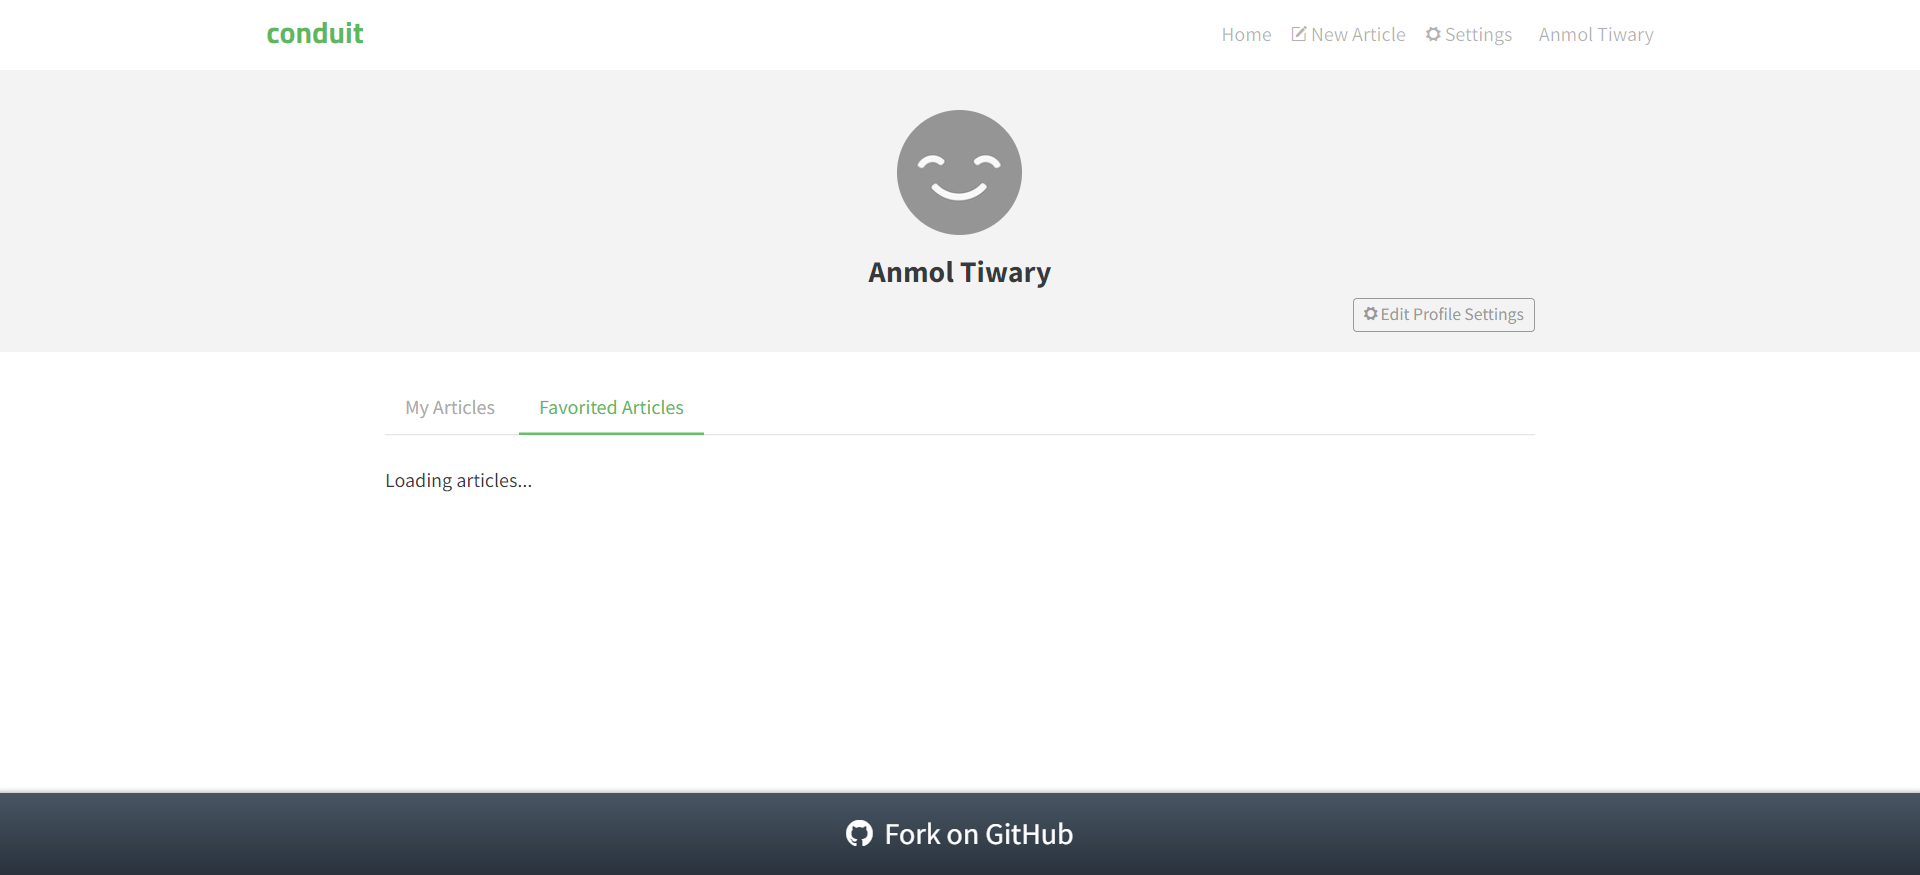 conduit
Home New Article Settings Anmol Tiwary
Anmol Tiwary
Edit Profile Settings
My Articles Favorited Articles
Loading articles...
Fork on GitHub